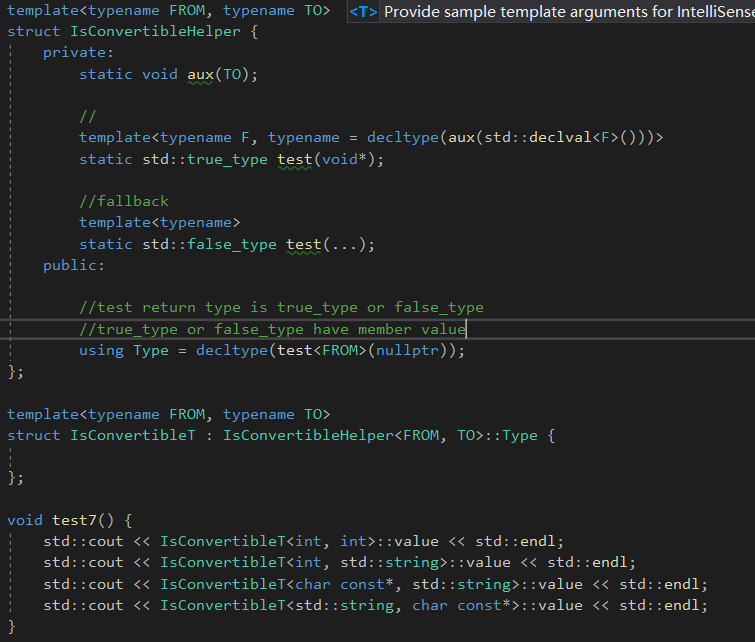 template<typename FROM, typename TO> <T> Provide sample template arguments for IntelliSense
struct IsConvertibleHelper {
private:
static void aux(TO);
//
template<typename F, typename = decltype(aux(std::declval<F>()))>
static std::true_type test(void*);
//fallback
template<typename>
static std::false_type test(...);
public:
//test return type is true_type or false_type
//true_type or false_type have member value
using Type = decltype(test<FROM>(nullptr));
};
template<typename FROM, typename TO>
struct IsConvertibleT : IsConvertibleHelper<FROM, TO>::Type {
};
void test7() {
std::cout << IsConvertibleT<int, int>::value << std::endl;
std::cout << IsConvertibleT<int, std::string>::value << std::endl;
std::cout << IsConvertibleT<char const*, std::string>::value << std::endl;
std::cout << IsConvertibleT<std::string, char const*>::value << std::endl;
}